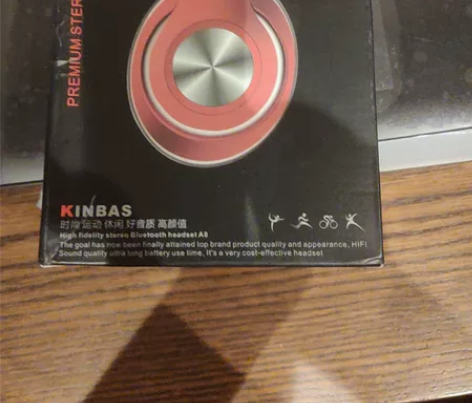 PREMIUM STER
KINBAS
时尚 运动 休闲 好音质 高颜值
High fidelity stereo Bluetooth headset A8
The goal has now been finally attained top brand product quality and appearance, HIFI
Sound quality ultra long battery use time, It's a very cost-effective headset